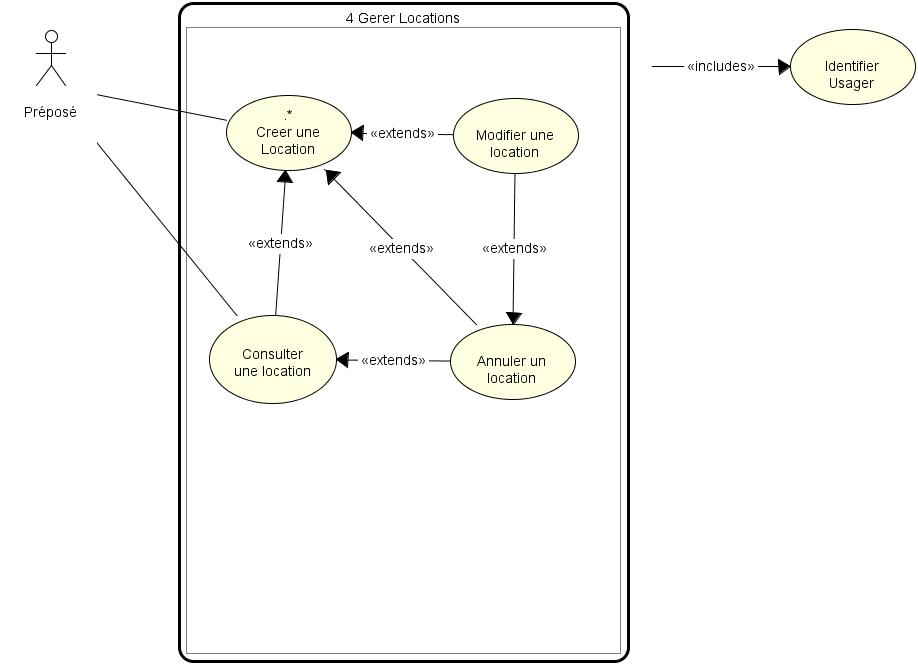 4 Gerer Locations
Préposé
.*
Creer une
Location
«extends»
Modifier une
location
«includes»
Identifier
Usager
«extends»
«extends»
«extends»
Consulter
une location
«extends»
Annuler un
location